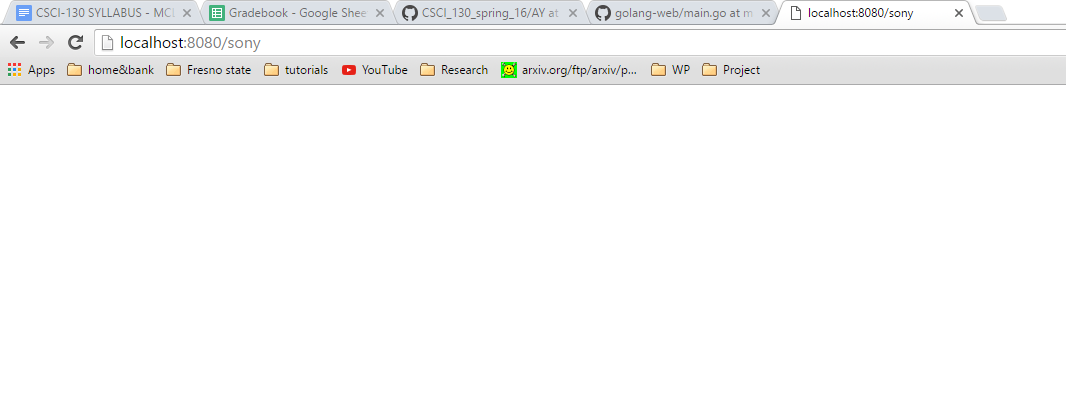 CSCI-130 SYLLABUS - MCL Gradebook - Google Shee CSCI_130_spring_16/AY at golang-web/main.go at m localhost:8080/sony
localhost:8080/sony
Apps home&bank Fresno state tutorials YouTube Research arxiv.org/ftp/arxiv/p... WP Project